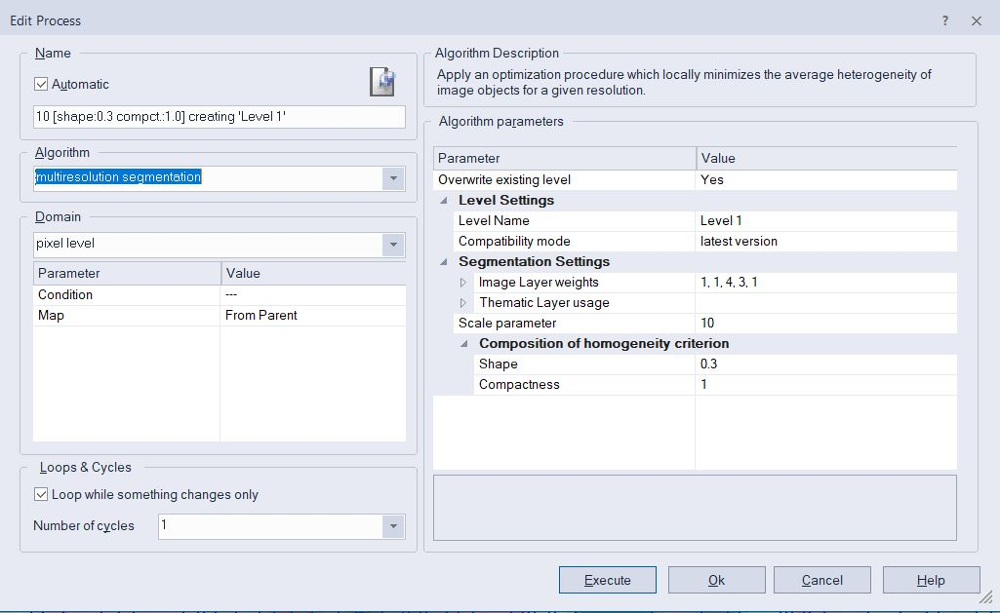 Edit Process
Name
Automatic
10 [shape:0.3 compct.:1.0] creating 'Level 1'
Algorithm
multiresolution segmentation
Domain
pixel level
Parameter Value
Condition ---
Map From Parent
Loops & Cycles
Loop while something changes only
Number of cycles 1
Algorithm Description
Apply an optimization procedure which locally minimizes the average heterogeneity of
image objects for a given resolution.
Algorithm parameters
Parameter Value
Overwrite existing level Yes
Level Settings
Level Name Level 1
Compatibility mode latest version
Segmentation Settings
Image Layer weights 1, 1, 4, 3, 1
Thematic Layer usage
Scale parameter 10
Composition of homogeneity criterion
Shape 0.3
Compactness 1
Execute Ok Cancel Help